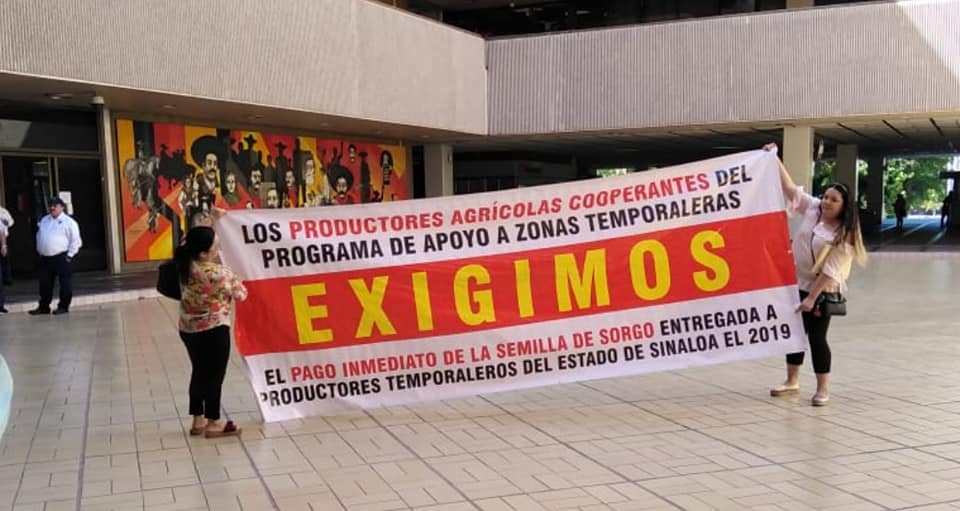 LOS PRODUCTORES AGRÍCOLAS COOPERANTES DEL
PROGRAMA DE APOYO A ZONAS TEMPORALERAS
EXIGIMOS
EL PAGO INMEDIATO DE LA SEMILLA DE SORGO ENTREGADA A
PRODUCTORES TEMPORALEROS DEL ESTADO DE SINALOA EL 2019